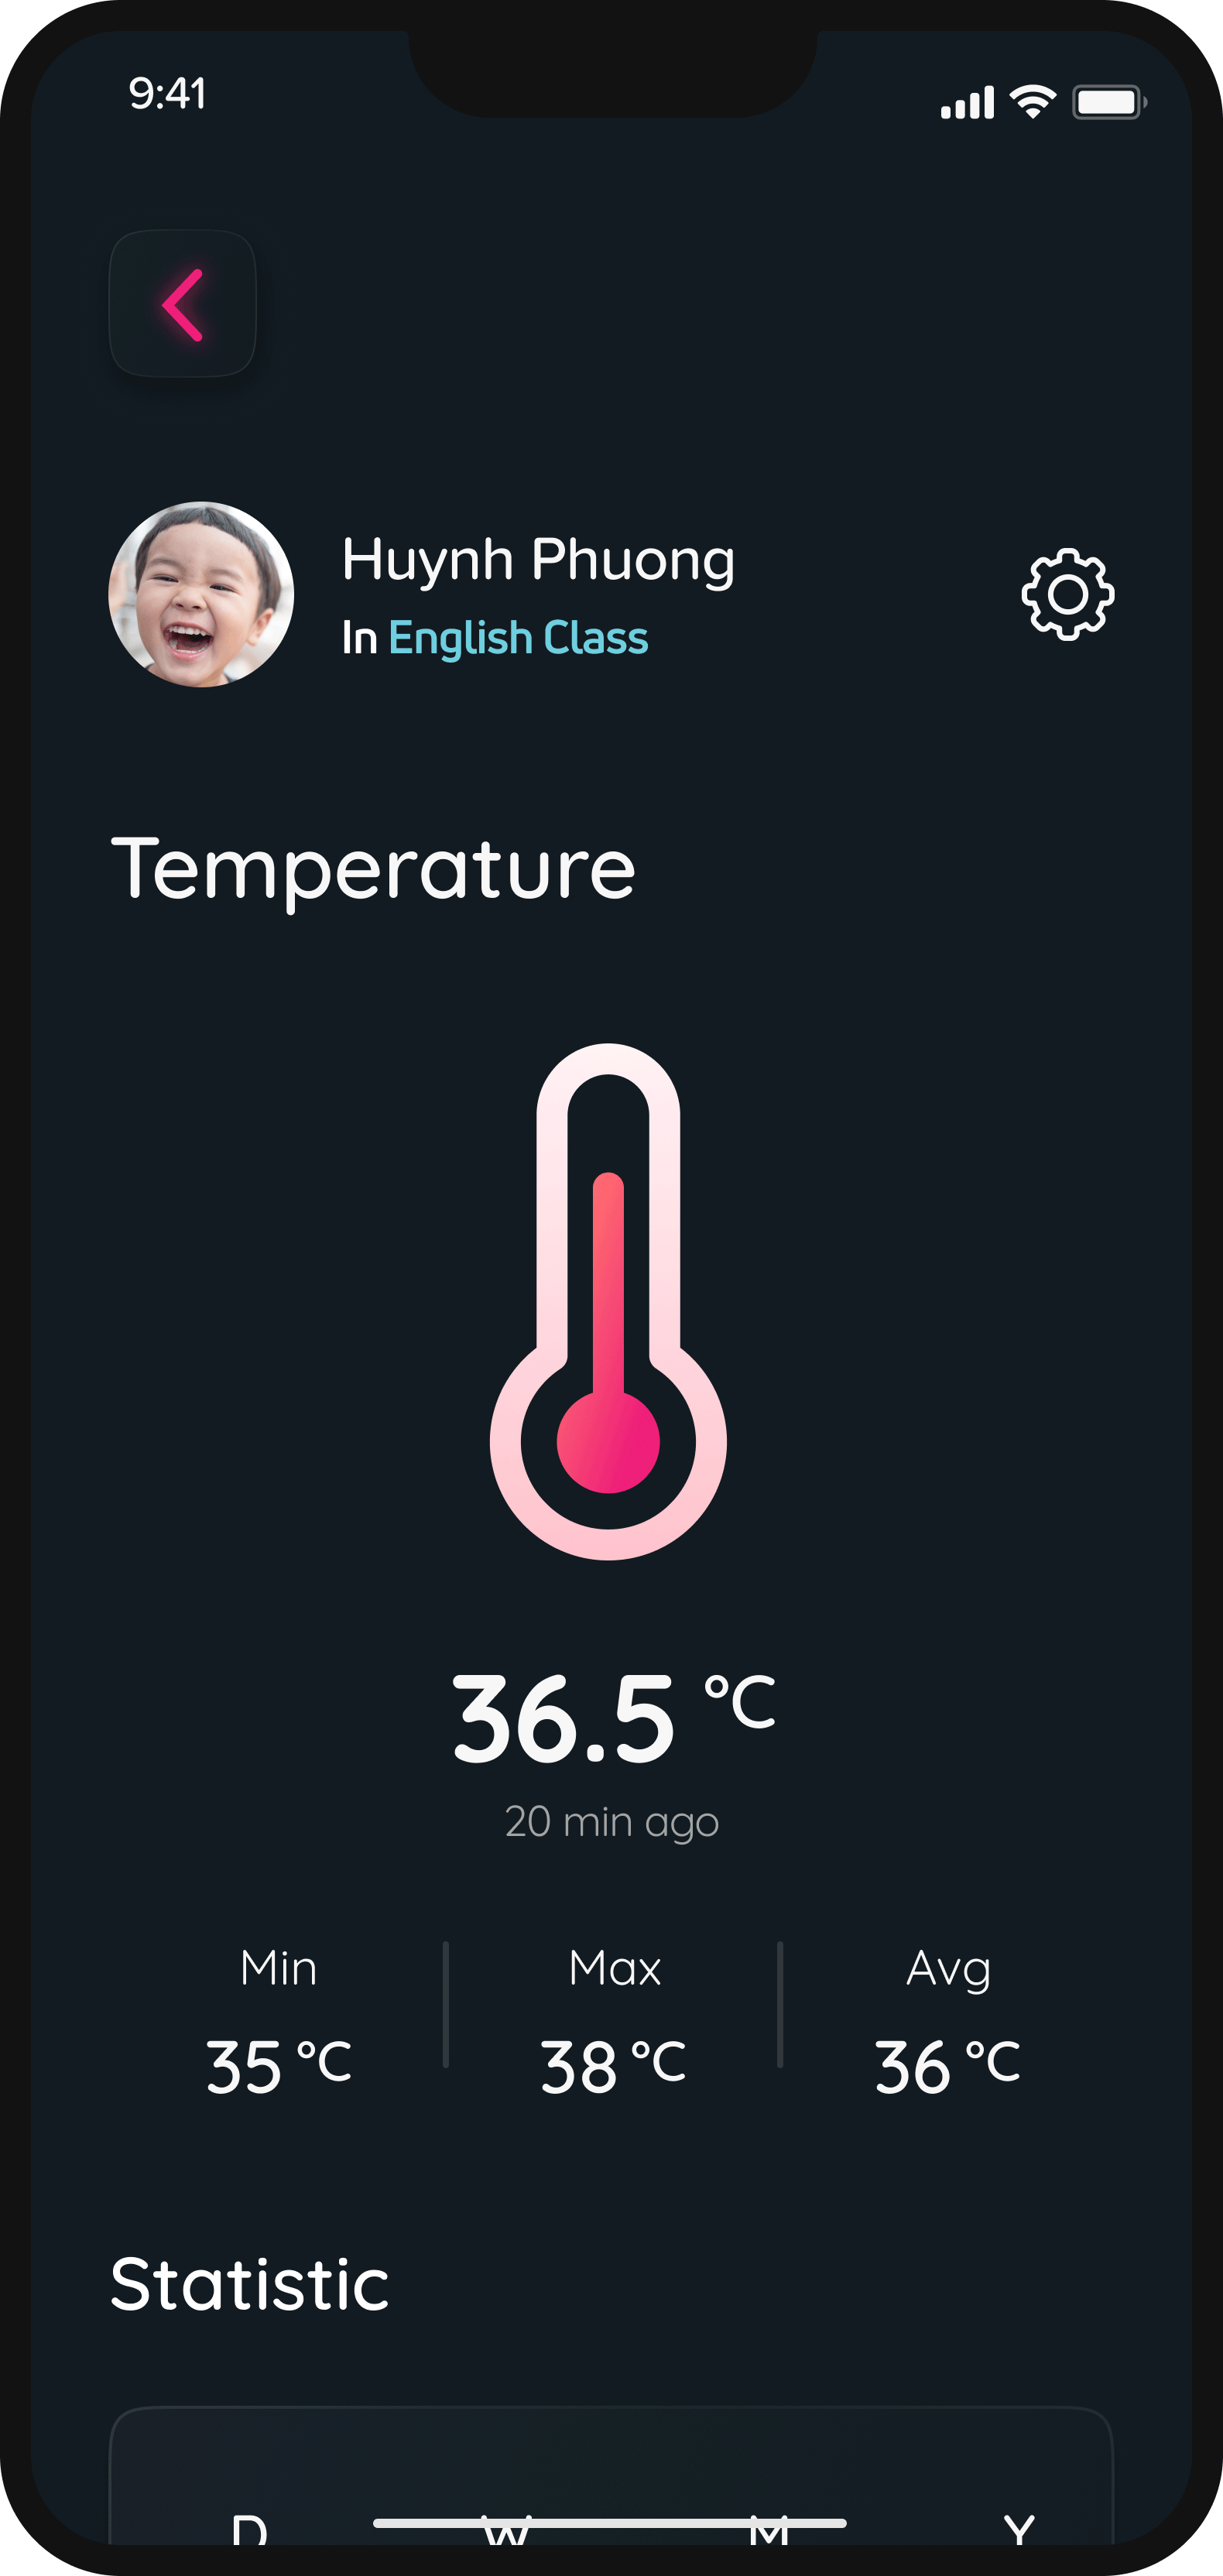 9:41
Huynh Phuong
In English Class
Temperature
36.5 °C
20 min ago
Min Max Avg
35 °C 38 °C 36 °C
Statistic
D W M Y